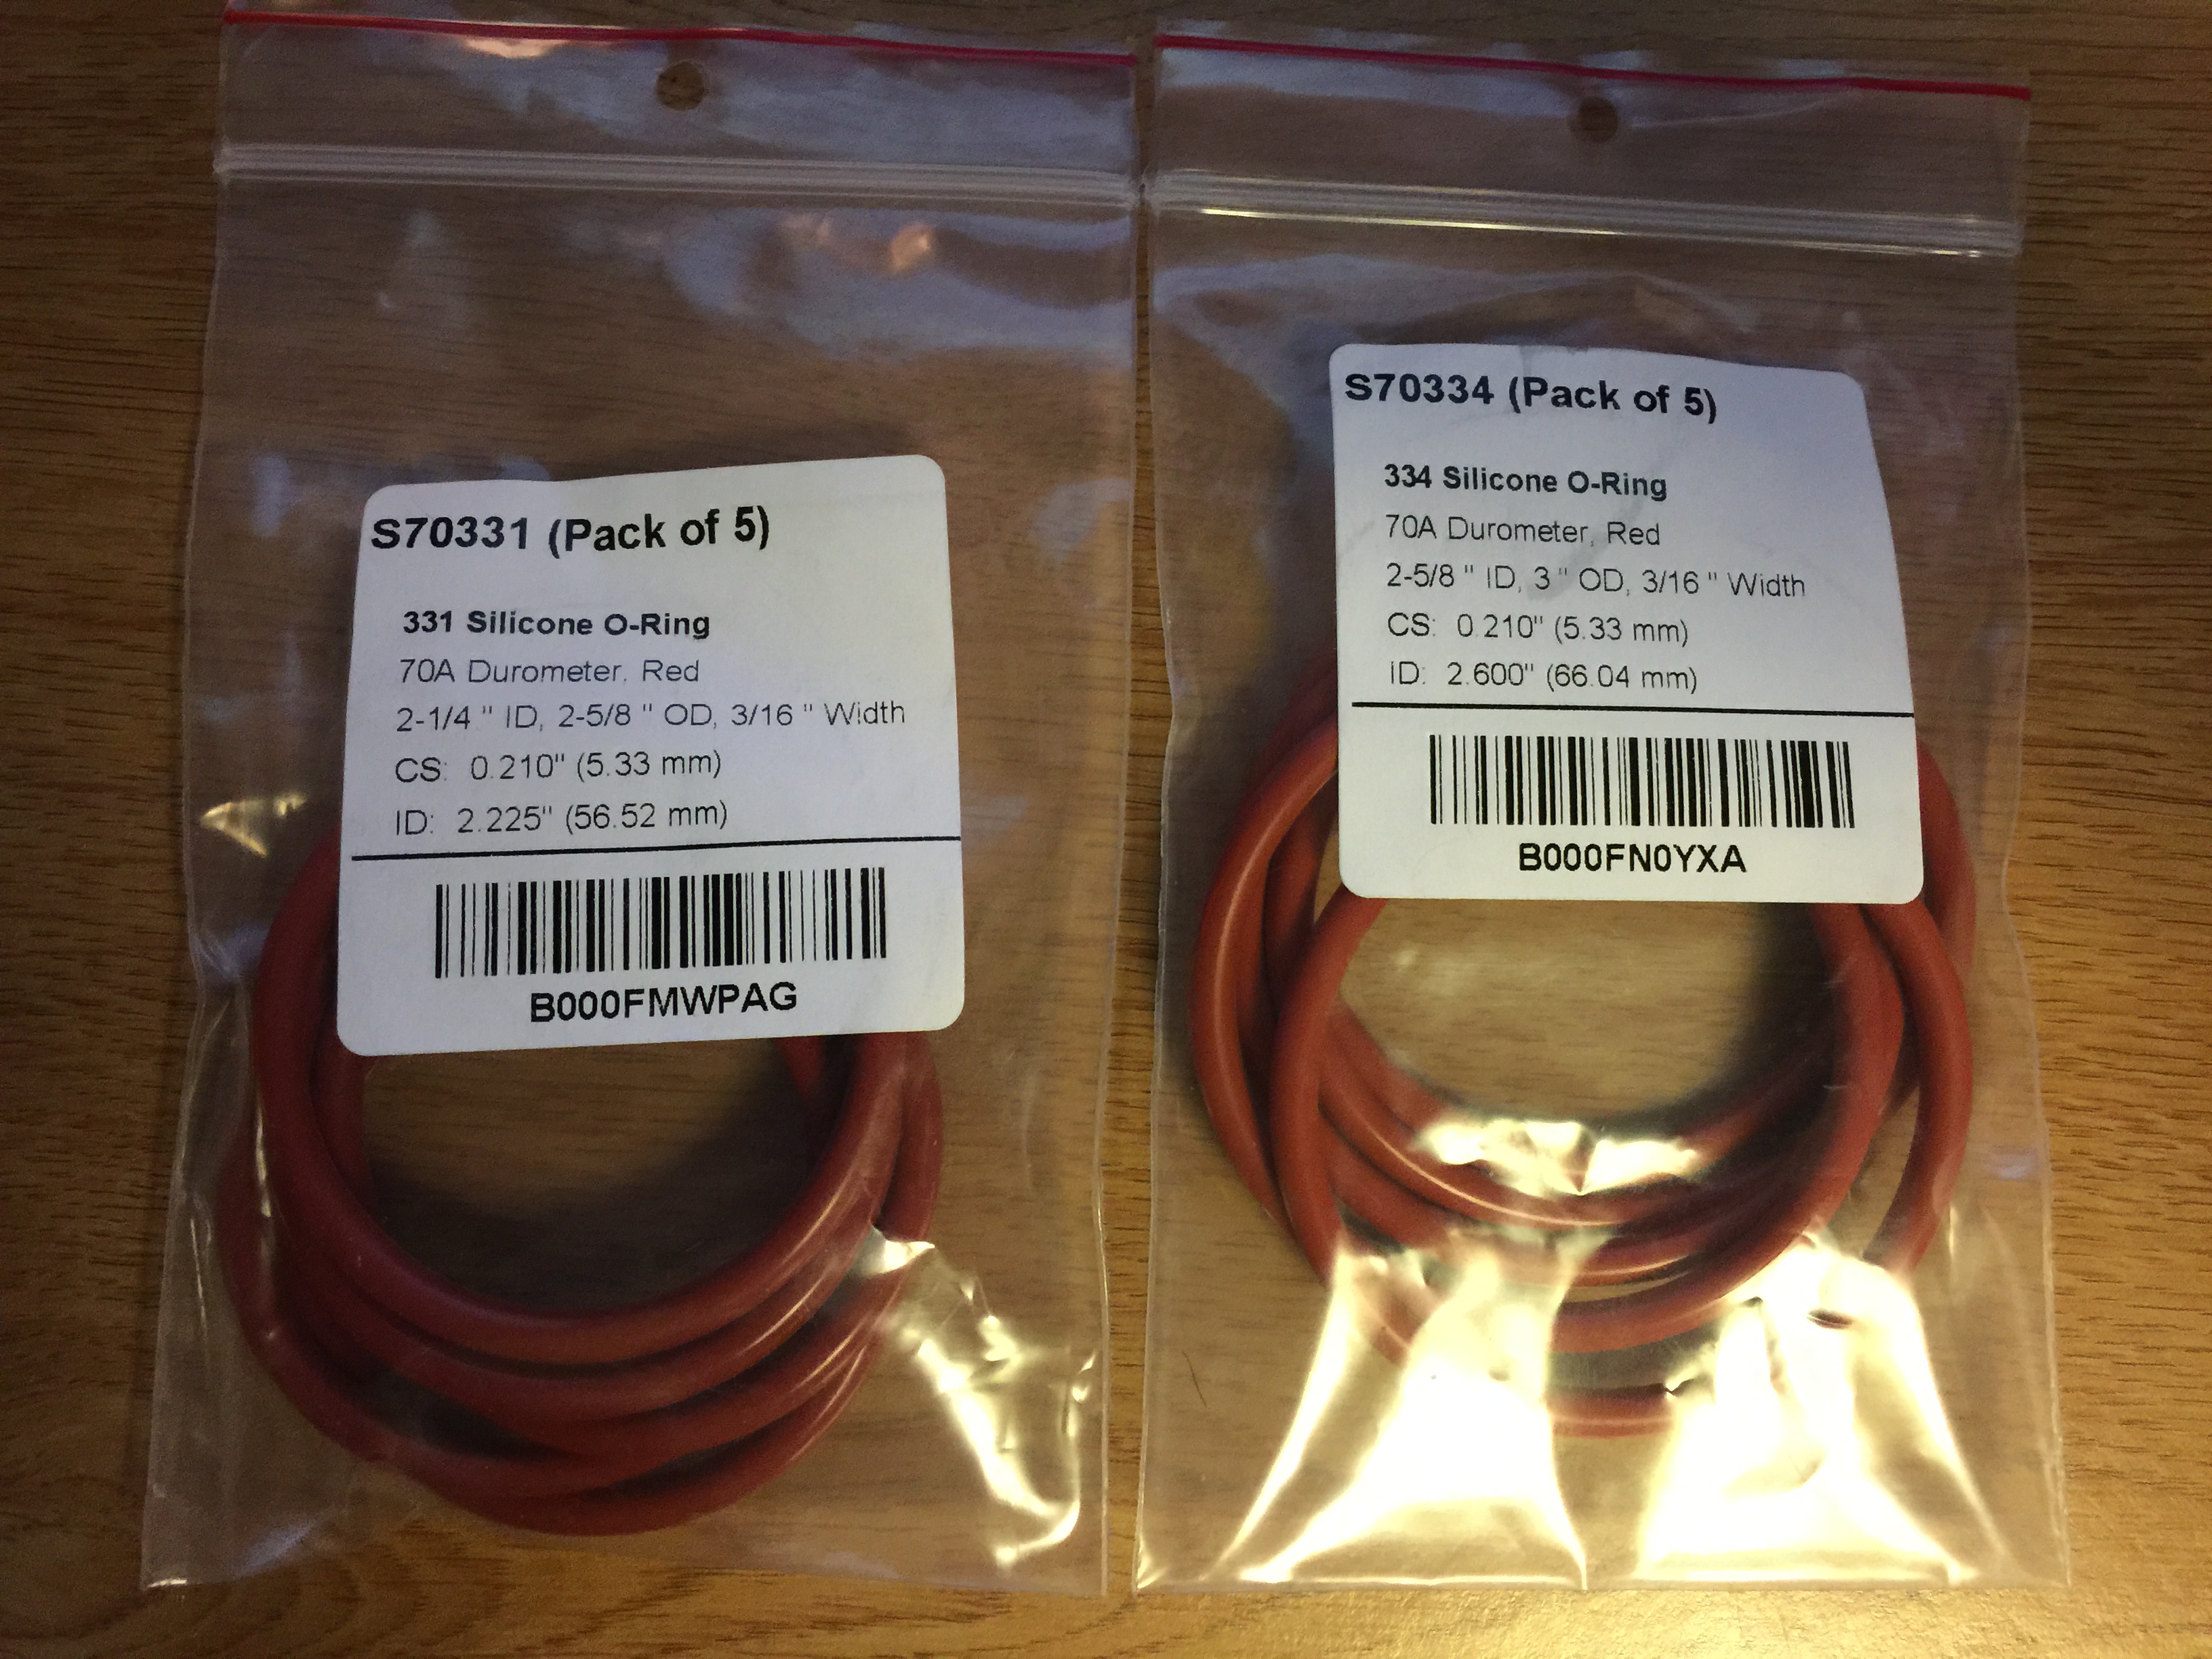 S70331 (Pack of 5)
331 Silicone O-Ring
70A Durometer, Red
2-1/4 " ID, 2-5/8 " OD, 3/16 " Width
CS: 0.210" (5.33 mm)
ID: 2.225" (56.52 mm)
B000FMWPAG
S70334 (Pack of 5)
334 Silicone O-Ring
70A Durometer, Red
2-5/8 " ID, 3 " OD, 3/16 " Width
CS: 0.210" (5.33 mm)
ID: 2.600" (66.04 mm)
B000FN0YXA